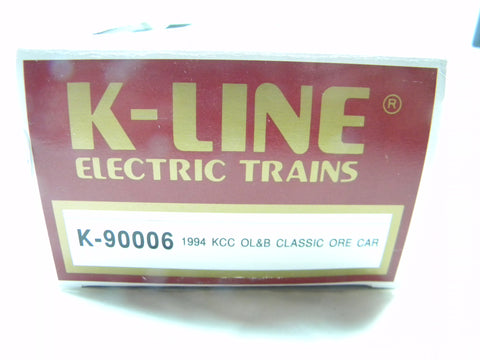 K-LINE®
ELECTRIC TRAINS
K-90006 1994 KCC OL&B CLASSIC ORE CAR